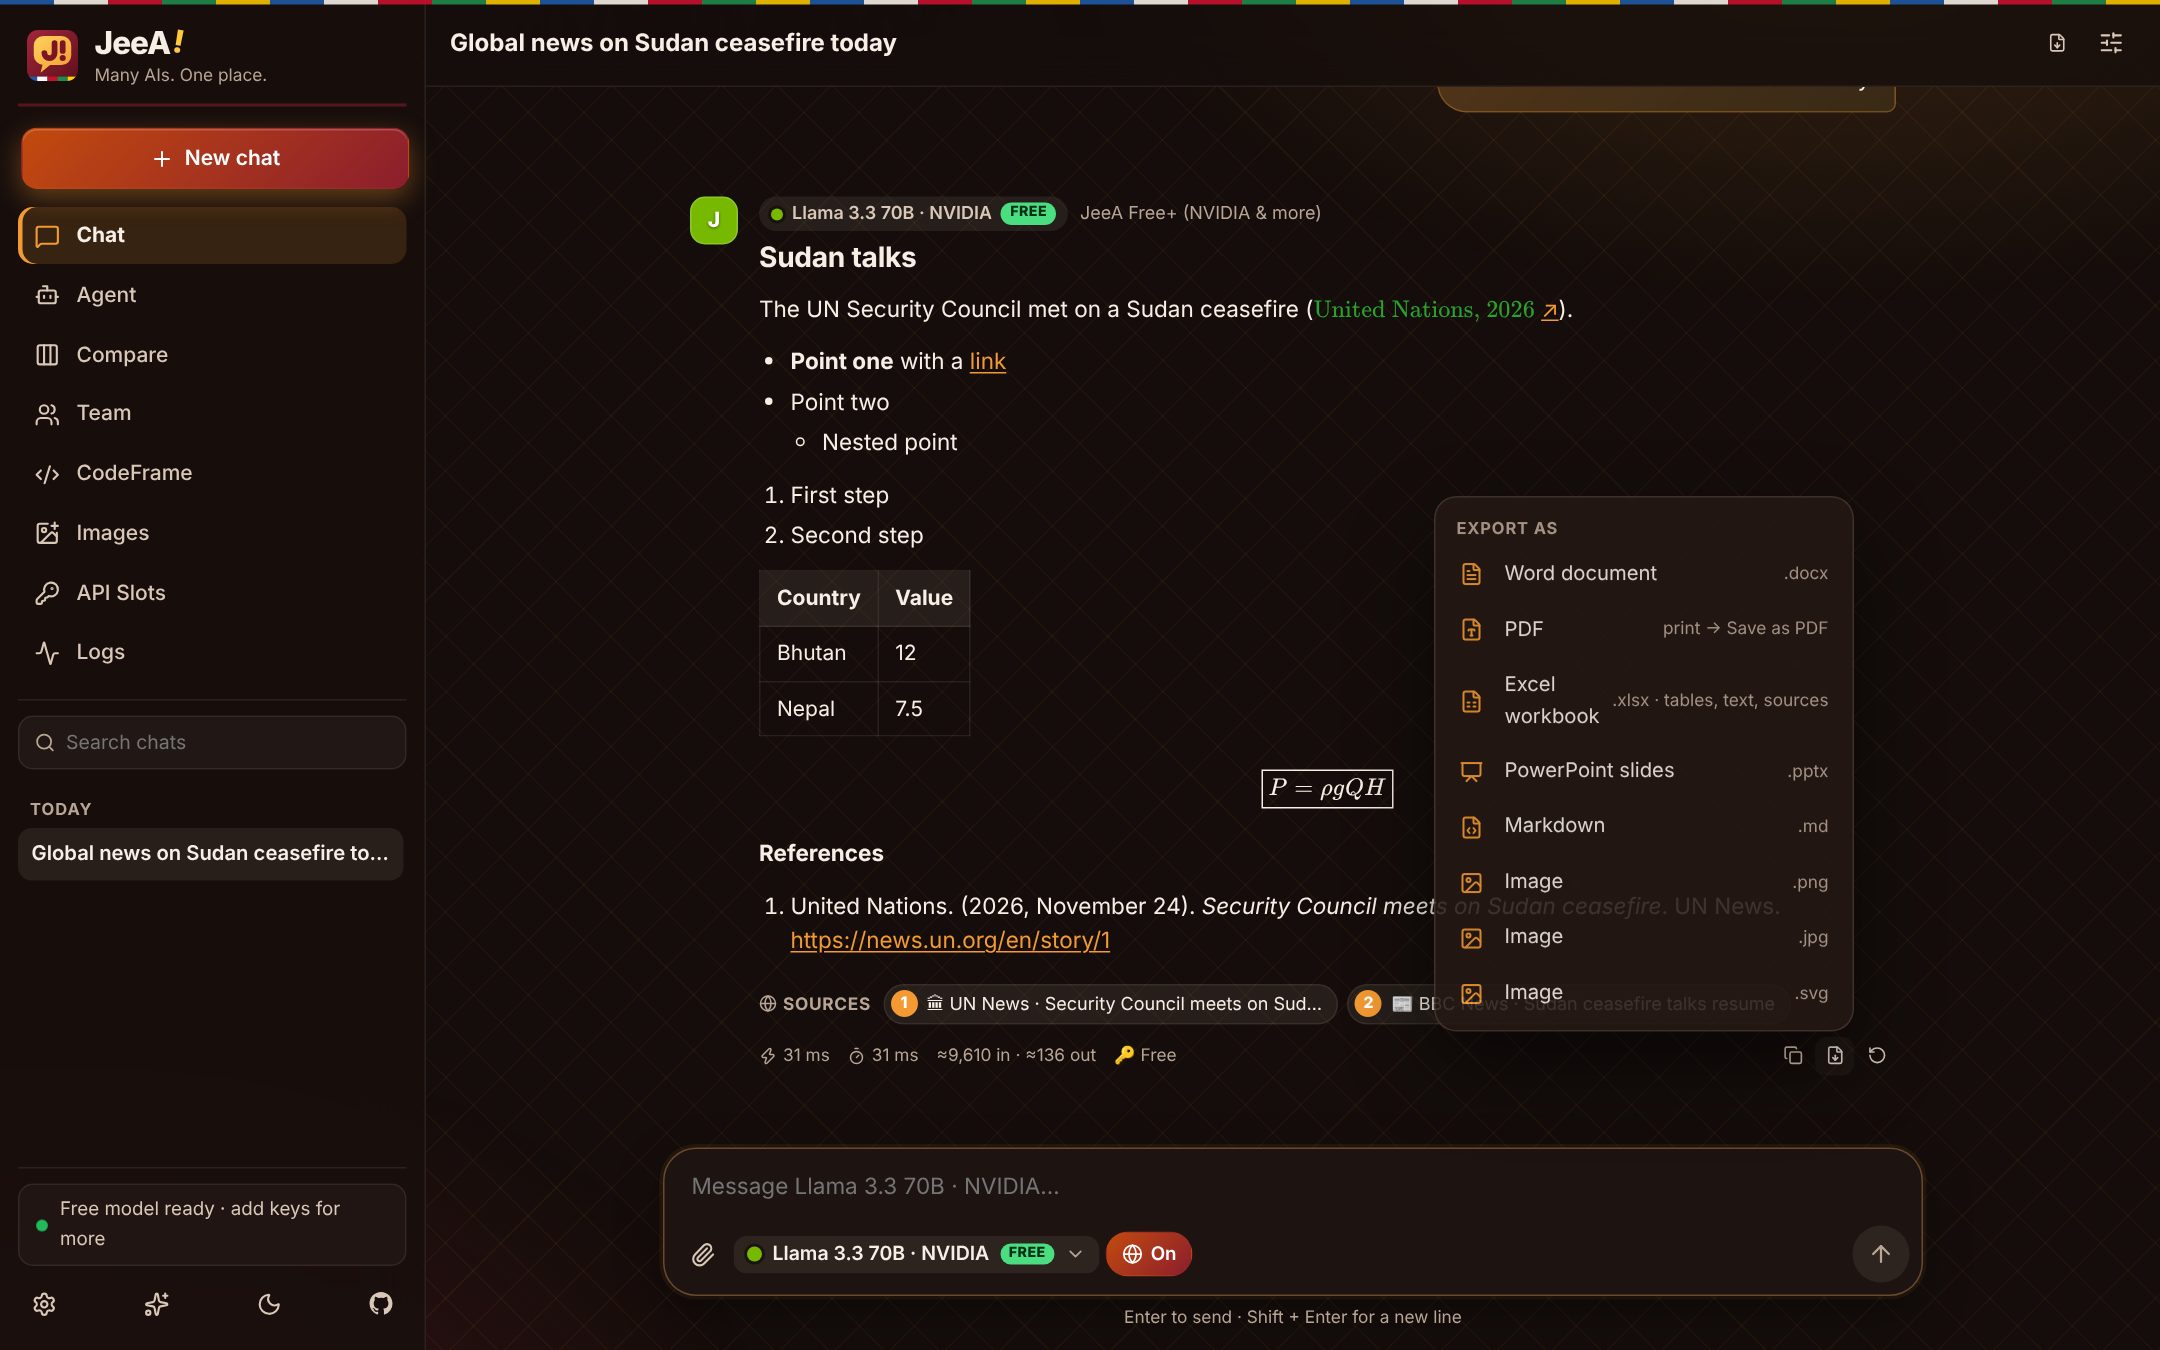 JeeA!
Many AIs. One place.
New chat
Chat
Agent
Compare
Team
CodeFrame
Images
API Slots
Logs
Search chats
TODAY
Global news on Sudan ceasefire to...
Free model ready · add keys for
more
Global news on Sudan ceasefire today
J
Llama 3.3 70B · NVIDIA FREE JeeA Free+ (NVIDIA & more)
Sudan talks
The UN Security Council met on a Sudan ceasefire (United Nations, 2026 ↗).
• Point one with a link
• Point two
◦ Nested point
1. First step
2. Second step
Country Value
Bhutan 12
Nepal 7.5
P = ρgQH
References
1. United Nations. (2026, November 24). Security Council meets on Sudan ceasefire. UN News.
https://news.un.org/en/story/1
SOURCES 1 🏛 UN News · Security Council meets on Sud... 2 📰 BBC News · Sudan ceasefire talks resume
31 ms 31 ms ≈9,610 in · ≈136 out 🔑 Free
EXPORT AS
Word document .docx
PDF print → Save as PDF
Excel
workbook .xlsx · tables, text, sources
PowerPoint slides .pptx
Markdown .md
Image .png
Image .jpg
Image .svg
Message Llama 3.3 70B · NVIDIA...
Llama 3.3 70B · NVIDIA FREE On
Enter to send · Shift + Enter for a new line